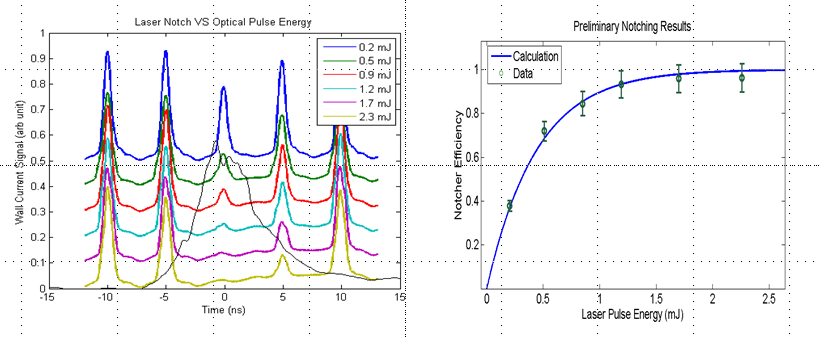 Laser Notch VS Optical Pulse Energy
1
0.9
0.8
0.7
0.6
0.5
0.4
0.3
0.2
0.1
0
Wall Current Signal (arb unit)
0.2 mJ
0.5 mJ
0.9 mJ
1.2 mJ
1.7 mJ
2.3 mJ
-15 -10 -5 0 5 10 15
Time (ns)
Preliminary Notching Results
Calculation
Data
1
0.8
0.6
0.4
0.2
Notcher Efficiency
0 0.5 1 1.5 2 2.5
Laser Pulse Energy (mJ)